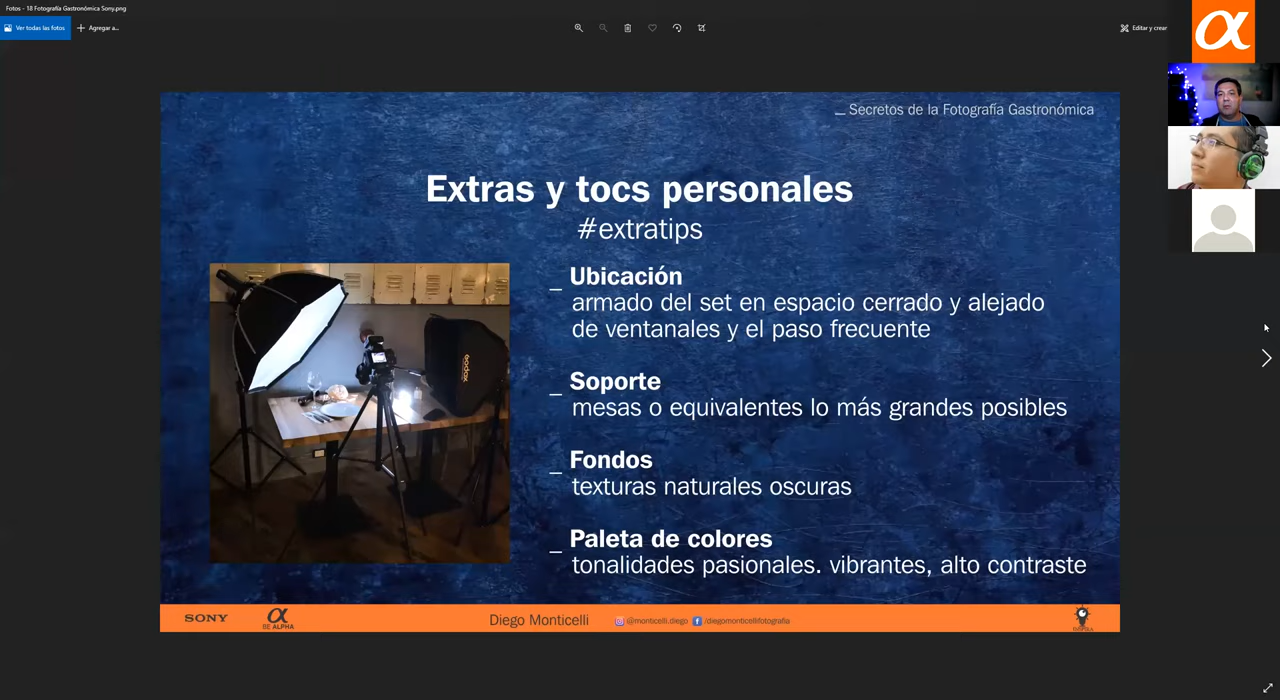 Fotos - 18 Fotografía Gastronómica Sony.png
Ver todas las fotos
Agregar a...
Editar y crear
α
_ Secretos de la Fotografía Gastronómica
Extras y tocs personales
#extratips
_ Ubicación
armado del set en espacio cerrado y alejado
de ventanales y el paso frecuente
_ Soporte
mesas o equivalentes lo más grandes posibles
_ Fondos
texturas naturales oscuras
_ Paleta de colores
tonalidades pasionales. vibrantes, alto contraste
Godox
SONY
α
BE ALPHA
Diego Monticelli
@monticelli.diego
/diegomonticellifotografia